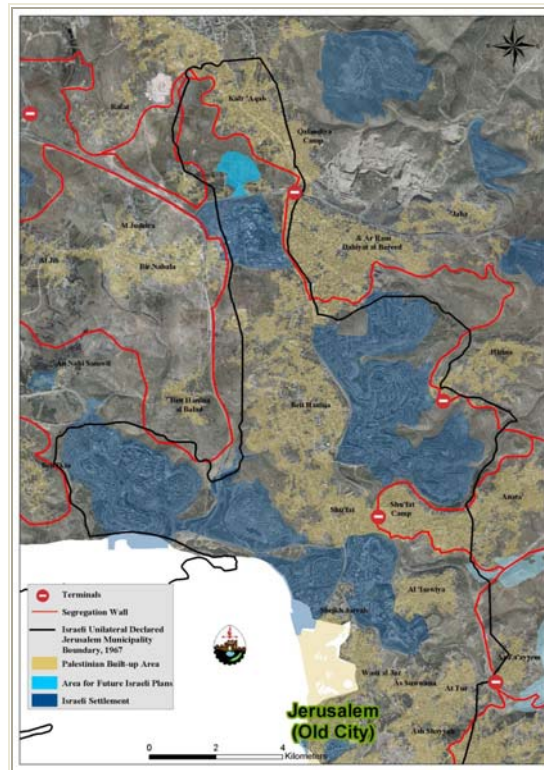 Rafat
Kafr 'Aqab
Qalandiya
Camp
Jaba
Al Judeira
Ar Ram
Dahiyat al Bareed
Al Jib
Bir Nabala
An Nabi Samwil
Hizma
Beit Hanina
al Balad
Beit Hanina
Beit Iksa
Shu'fat
Shu'fat
Camp
Anata
Al 'Isawiya
Sheikh Jarrah
Wadi al Joz
As Suwwana
At Tur
Ash Shayyah
Jerusalem
(Old City)
Terminals
Segregation Wall
Israeli Unilateral Declared
Jerusalem Municipality
Boundary, 1967
Palestinian Built-up Area
Area for Future Israeli Plans
Israeli Settlement
0 2 4
Kilometers